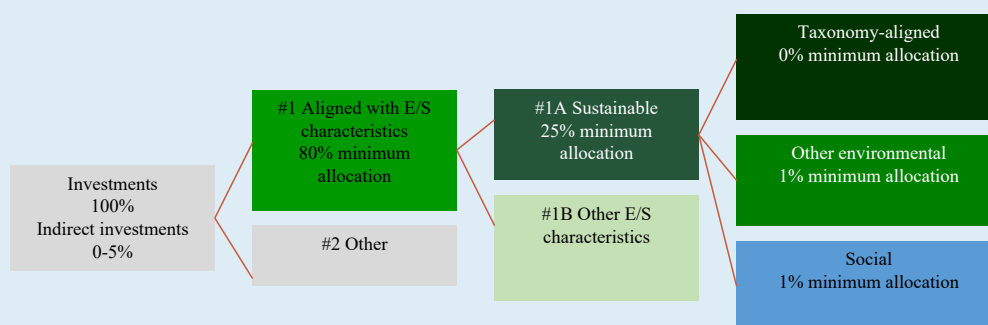 Investments
100%
Indirect investments
0-5%
#1 Aligned with E/S
characteristics
80% minimum
allocation
#2 Other
#1A Sustainable
25% minimum
allocation
#1B Other E/S
characteristics
Taxonomy-aligned
0% minimum allocation
Other environmental
1% minimum allocation
Social
1% minimum allocation